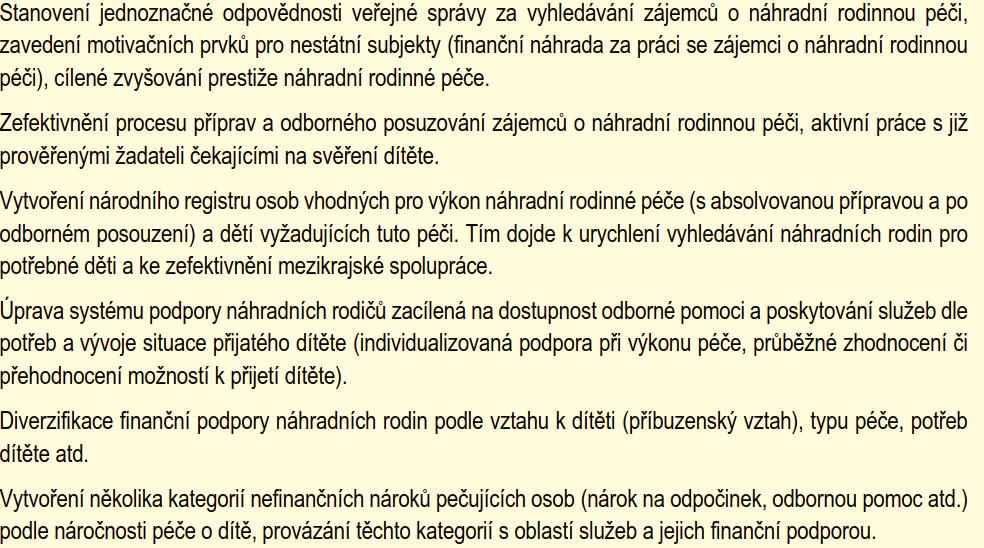 Stanovení jednoznačné odpovědnosti veřejné správy za vyhledávání zájemců o náhradní rodinnou péči,
zavedení motivačních prvků pro nestátní subjekty (finanční náhrada za práci se zájemci o náhradní rodinnou
péči), cílené zvyšování prestiže náhradní rodinné péče.
Zefektivnění procesu příprav a odborného posuzování zájemců o náhradní rodinnou péči, aktivní práce s již
prověřenými žadateli čekajícími na svěření dítěte.
Vytvoření národního registru osob vhodných pro výkon náhradní rodinné péče (s absolvovanou přípravou a po
odborném posouzení) a dětí vyžadujících tuto péči. Tím dojde k urychlení vyhledávání náhradních rodin pro
potřebné děti a ke zefektivnění mezikrajské spolupráce.
Úprava systému podpory náhradních rodičů zacílená na dostupnost odborné pomoci a poskytování služeb dle
potřeb a vývoje situace přijatého dítěte (individualizovaná podpora při výkonu péče, průběžné zhodnocení či
přehodnocení možností k přijetí dítěte).
Diverzifikace finanční podpory náhradních rodin podle vztahu k dítěti (příbuzenský vztah), typu péče, potřeb
dítěte atd.
Vytvoření několika kategorií nefinančních nároků pečujících osob (nárok na odpočinek, odbornou pomoc atd.)
podle náročnosti péče o dítě, provázání těchto kategorií s oblastí služeb a jejich finanční podporou.